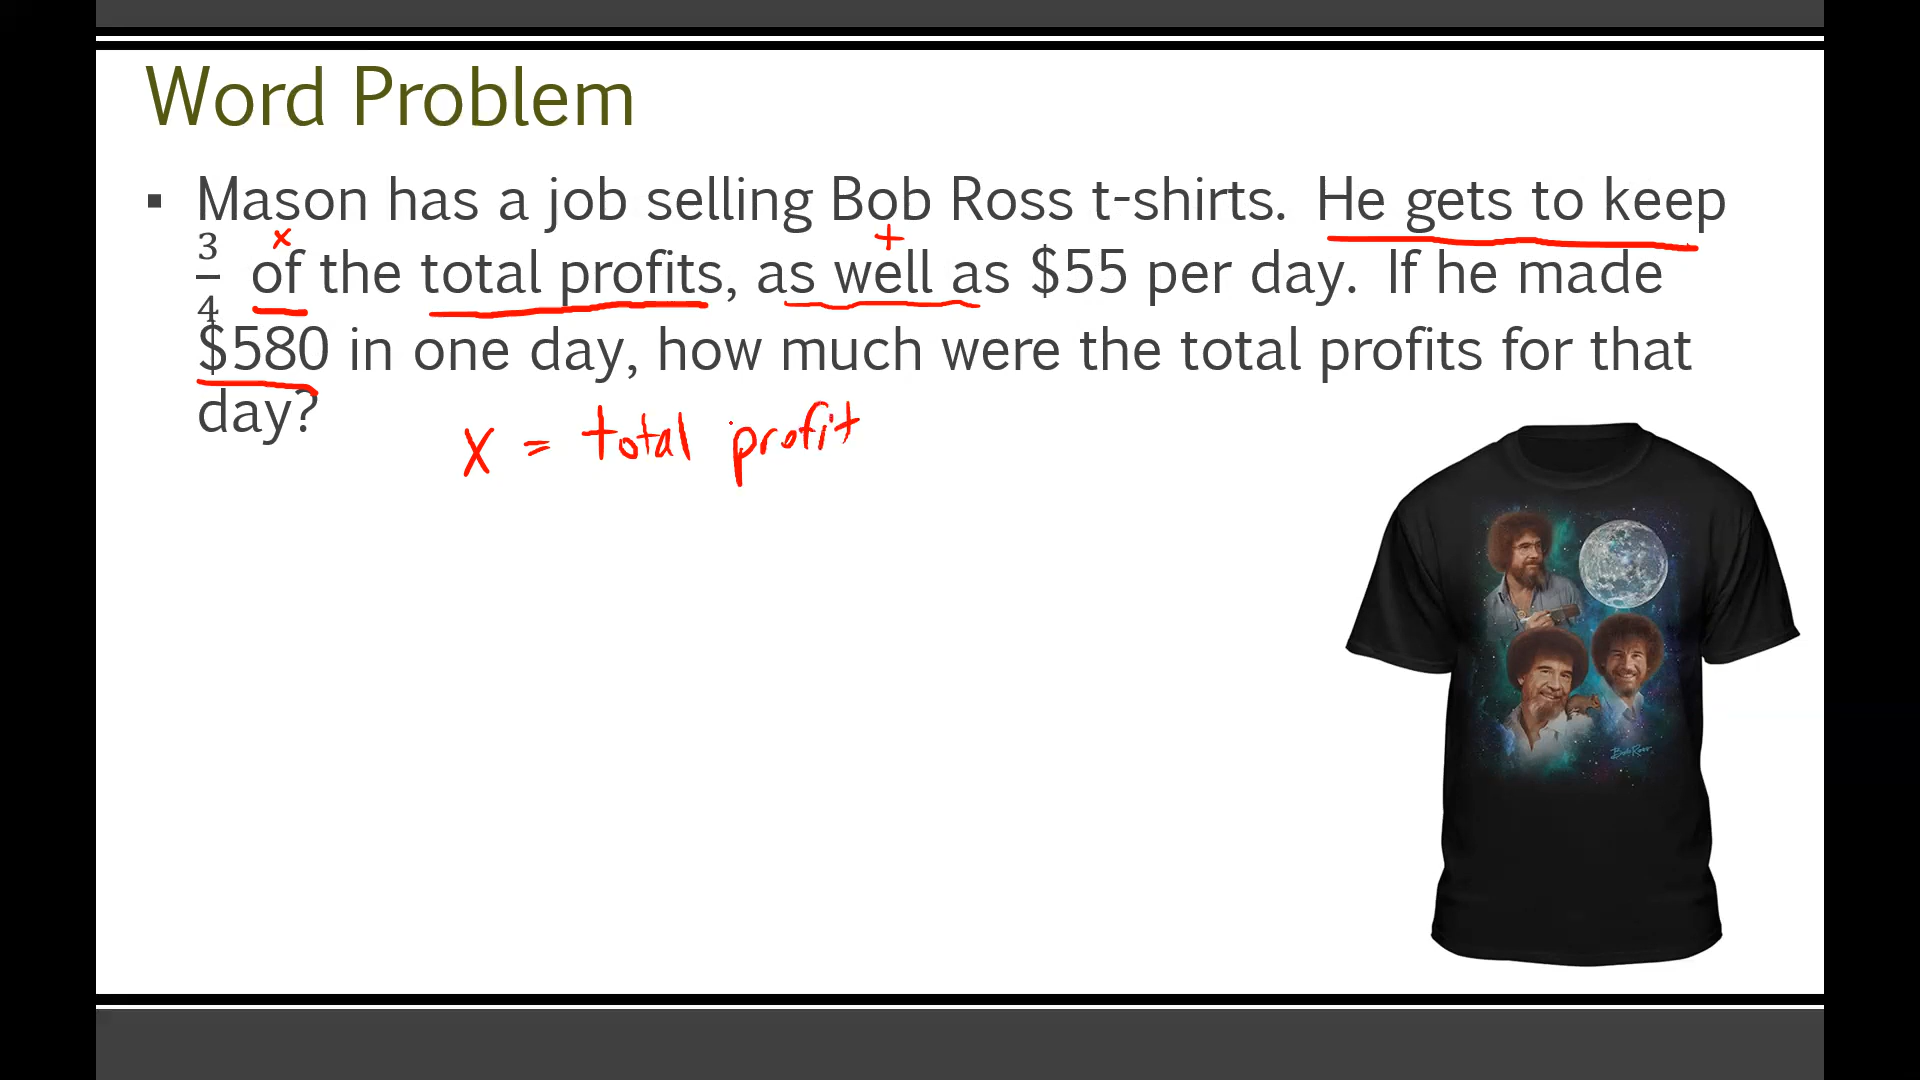 Word Problem
▪ Mason has a job selling Bob Ross t-shirts. He gets to keep
x +
3/4 of the total profits, as well as $55 per day. If he made
$580 in one day, how much were the total profits for that
day?
x = total profit
Bob Ross